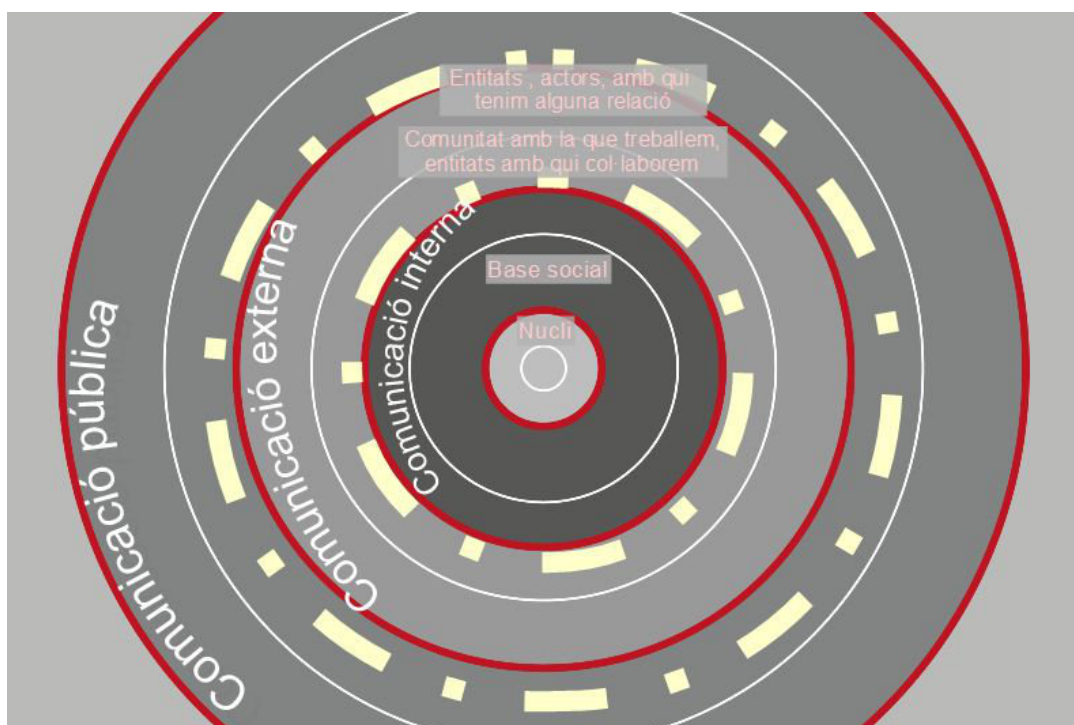 Entitats , actors, amb qui
tenim alguna relació
Comunitat amb la que treballem,
entitats amb qui col·laborem
Base social
Nucli
Comunicació interna
Comunicació externa
Comunicació pública